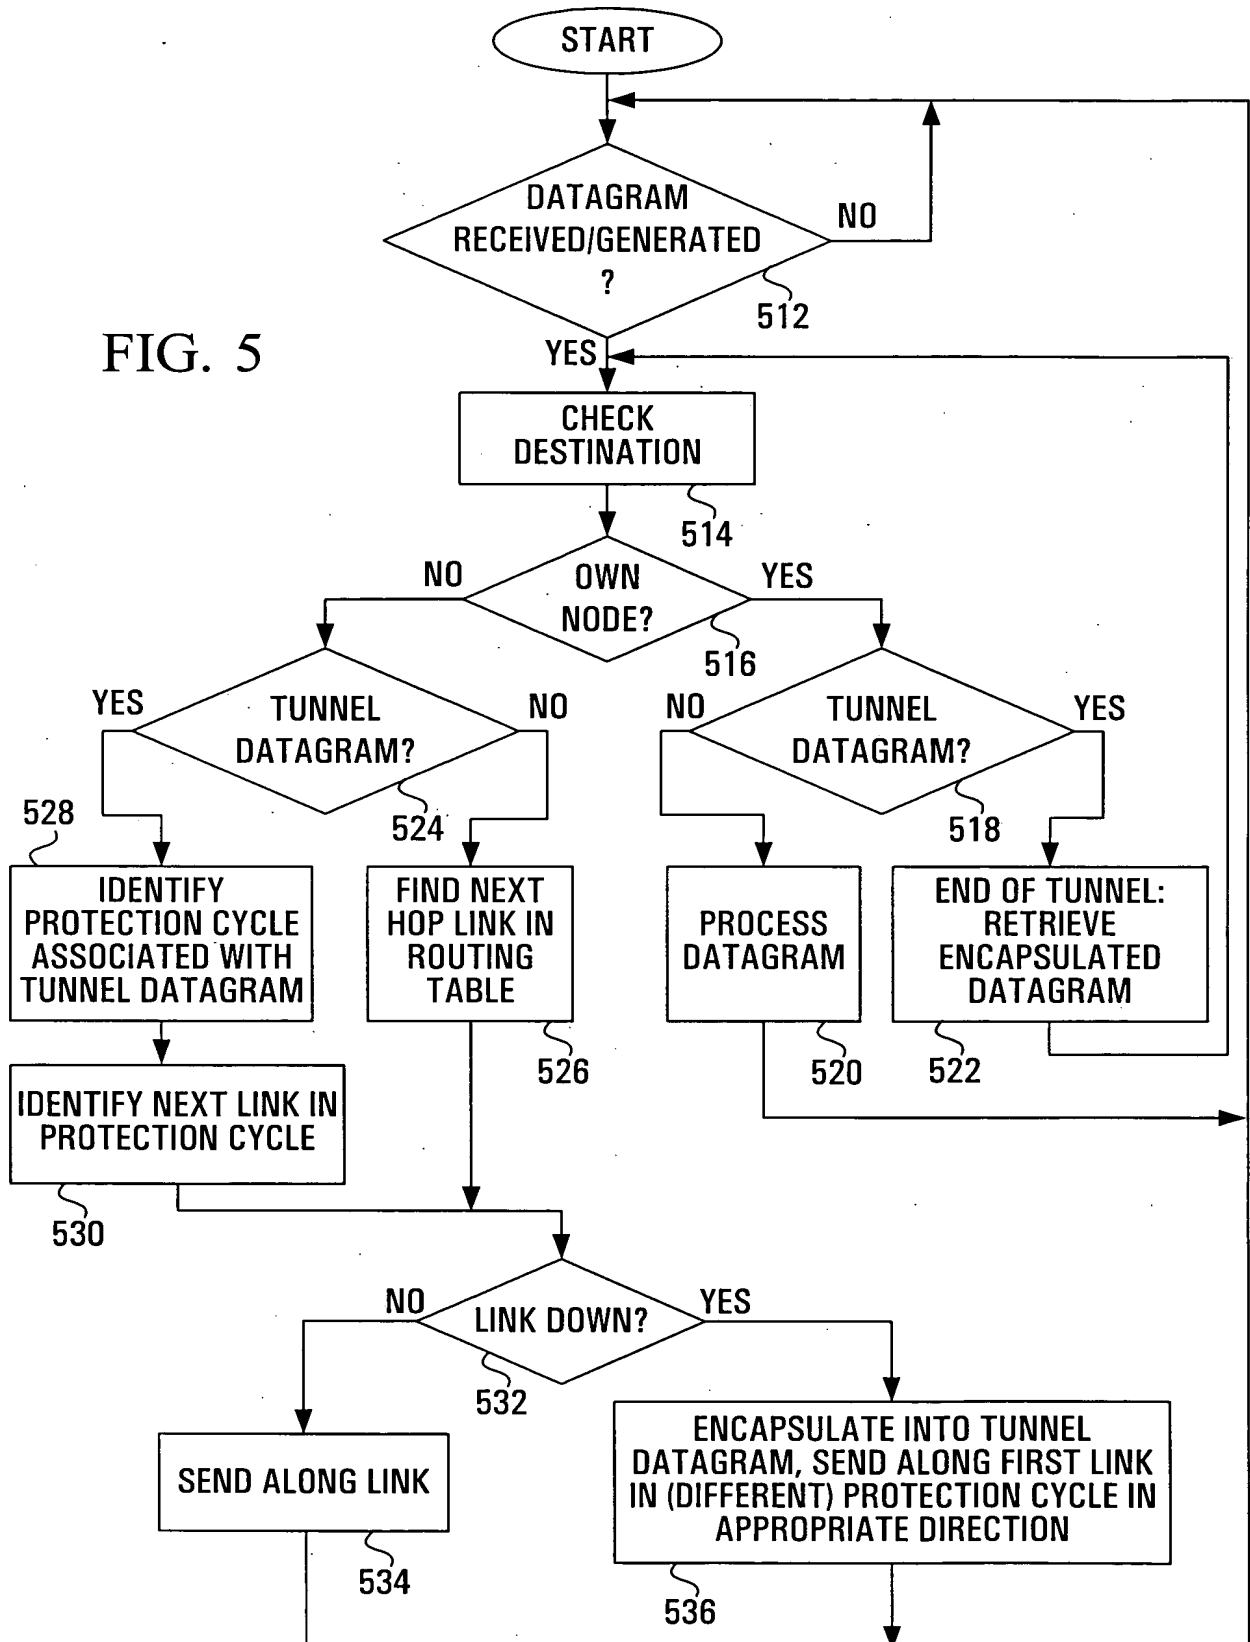 START
DATAGRAM
RECEIVED/GENERATED
?
NO
512
FIG. 5
YES
CHECK
DESTINATION
514
NO
OWN
NODE?
YES
516
YES
TUNNEL
DATAGRAM?
NO
524
NO
TUNNEL
DATAGRAM?
YES
518
528
IDENTIFY
PROTECTION CYCLE
ASSOCIATED WITH
TUNNEL DATAGRAM
FIND NEXT
HOP LINK IN
ROUTING
TABLE
526
PROCESS
DATAGRAM
520
END OF TUNNEL:
RETRIEVE
ENCAPSULATED
DATAGRAM
522
IDENTIFY NEXT LINK IN
PROTECTION CYCLE
530
NO
LINK DOWN?
YES
532
SEND ALONG LINK
534
ENCAPSULATE INTO TUNNEL
DATAGRAM, SEND ALONG FIRST LINK
IN (DIFFERENT) PROTECTION CYCLE IN
APPROPRIATE DIRECTION
536